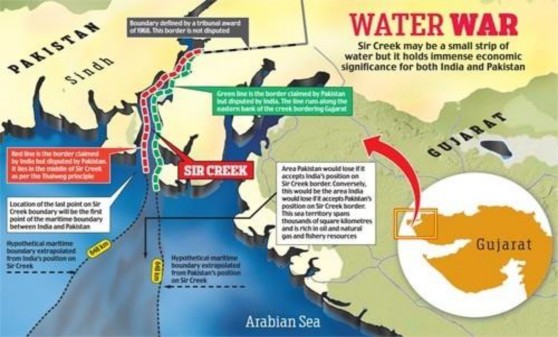 WATER WAR
Sir Creek may be a small strip of
water but it holds immense economic
significance for both India and Pakistan
Boundary defined by a tribunal award
of 1968. This border is not disputed
PAKISTAN
Sindh
Green line is the border claimed by Pakistan
but disputed by India. The line runs along the
eastern bank of the creek bordering Gujarat
GUJARAT
Red line is the border claimed
by India but disputed by Pakistan.
It lies in the middle of Sir Creek
as per the Thalweg principle
SIR CREEK
Area Pakistan would lose if it
accepts India's position on
Sir Creek border. Conversely,
this would be the area India
would lose if it accepts Pakistan's
position on Sir Creek border.
This sea territory spans
thousands of square kilometres
and is rich in oil and natural
gas and fishery resources
Location of the last point on Sir
Creek boundary will be the first
point of the maritime boundary
between India and Pakistan
Hypothetical maritime
boundary extrapolated
from India's position
on Sir Creek
Hypothetical maritime
boundary extrapolated
from Pakistan's position
on Sir Creek
Gujarat
Arabian Sea